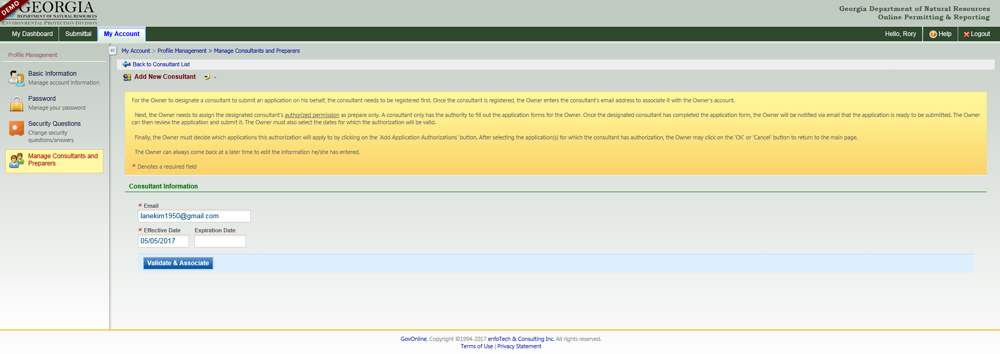 DEMO
GEORGIA
DEPARTMENT OF NATURAL RESOURCES
ENVIRONMENTAL PROTECTION DIVISION
Georgia Department of Natural Resources
Online Permitting & Reporting
My Dashboard
Submittal
My Account
Hello, Rory
Help
Logout
Profile Management
Basic Information
Manage account information
Password
Manage your password
Security Questions
Change security
questions/answers
Manage Consultants and
Preparers
My Account > Profile Management > Manage Consultants and Preparers
Back to Consultant List
Add New Consultant -
For the Owner to designate a consultant to submit an application on his behalf, the consultant needs to be registered first. Once the consultant is registered, the Owner enters the consultant's email address to associate it with the Owner's account.
Next, the Owner needs to assign the designated consultant's authorized permission as prepare only. A consultant only has the authority to fill out the application forms for the Owner. Once the designated consultant has completed the application form, the Owner will be notified via email that the application is ready to be submitted. The Owner
can then review the application and submit it. The Owner must also select the dates for which the authorization will be valid.
Finally, the Owner must decide which applications this authorization will apply to by clicking on the 'Add Application Authorizations' button. After selecting the application(s) for which the consultant has authorization, the Owner may click on the 'OK' or 'Cancel' button to return to the main page.
The Owner can always come back at a later time to edit the information he/she has entered.
* Denotes a required field
Consultant Information
* Email
lanekim1950@gmail.com
* Effective Date Expiration Date
05/05/2017
Validate & Associate
GovOnline, Copyright ©1994-2017 enfoTech & Consulting Inc. All rights reserved.
Terms of Use | Privacy Statement